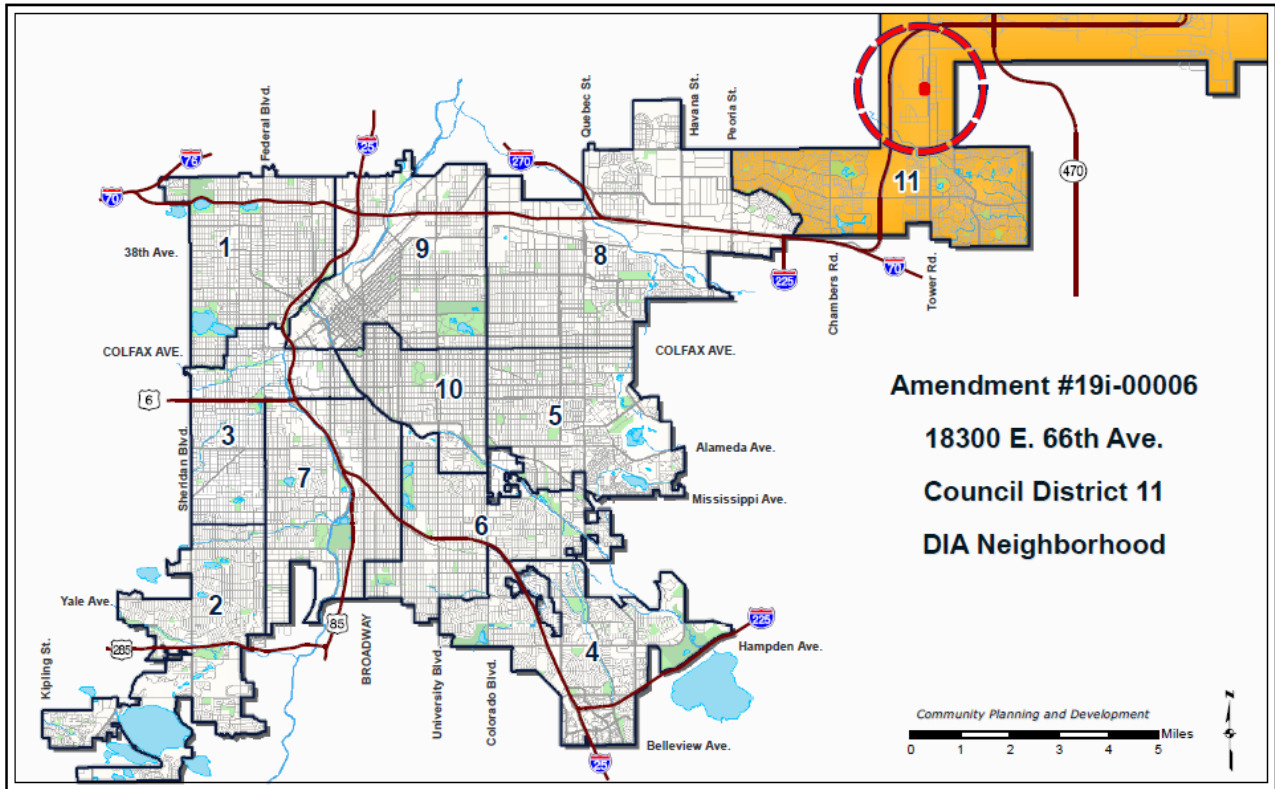 Federal Blvd.
Quebec St.
Havana St.
Peoria St.
76
25
270
70
11
470
1
9
8
38th Ave.
225
70
Chambers Rd.
Tower Rd.
COLFAX AVE.
COLFAX AVE.
6
10
5
3
7
Sheridan Blvd.
Alameda Ave.
Mississippi Ave.
6
Amendment #19i-00006
18300 E. 66th Ave.
Council District 11
DIA Neighborhood
Yale Ave.
2
85
285
BROADWAY
University Blvd.
Colorado Blvd.
4
225
Hampden Ave.
Kipling St.
Belleview Ave.
25
Community Planning and Development
0 1 2 3 4 5 Miles
N